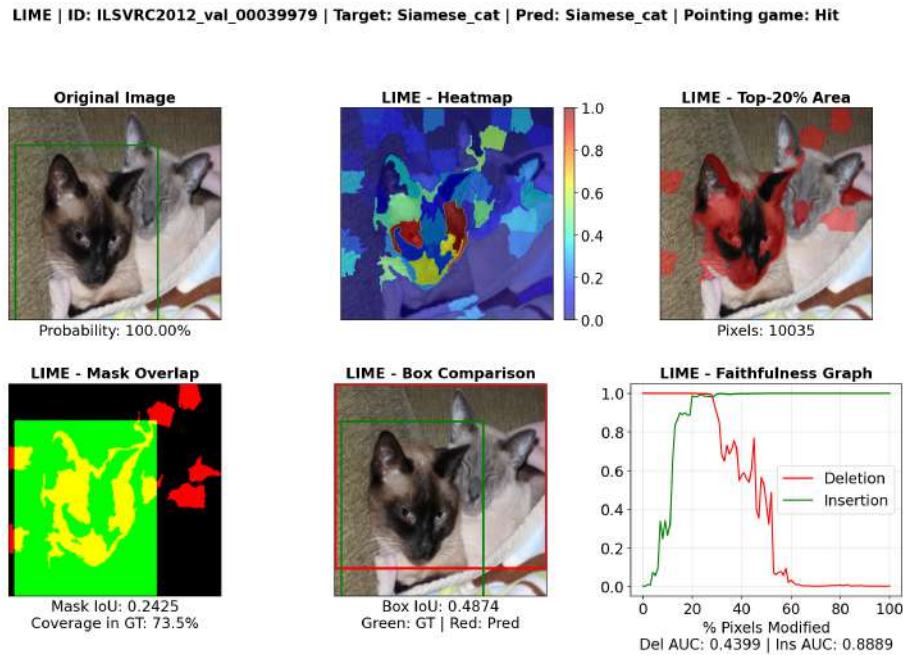 LIME | ID: ILSVRC2012_val_00039979 | Target: Siamese_cat | Pred: Siamese_cat | Pointing game: Hit
Original Image
Probability: 100.00%
LIME - Heatmap
1.0
0.8
0.6
0.4
0.2
0.0
LIME - Top-20% Area
Pixels: 10035
LIME - Mask Overlap
Mask IoU: 0.2425
Coverage in GT: 73.5%
LIME - Box Comparison
Box IoU: 0.4874
Green: GT | Red: Pred
LIME - Faithfulness Graph
1.0
0.8
0.6
0.4
0.2
0.0
Deletion
Insertion
0 20 40 60 80 100
% Pixels Modified
Del AUC: 0.4399 | Ins AUC: 0.8889